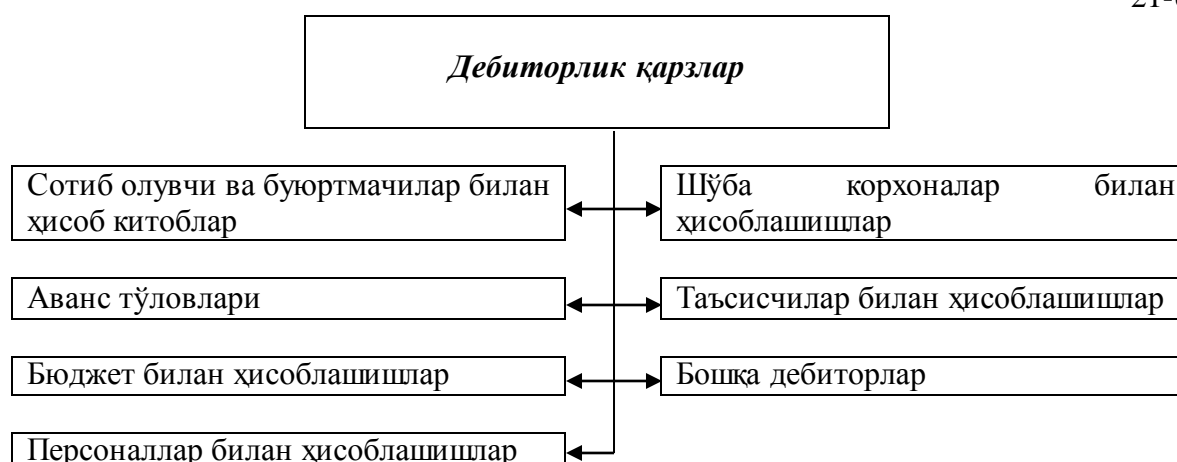 Дебиторлик қарзлар
Сотиб олувчи ва буюртмачилар билан
ҳисоб китоблар
Шўба корхоналар билан
ҳисоблашишлар
Аванс тўловлари
Таъсисчилар билан ҳисоблашишлар
Бюджет билан ҳисоблашишлар
Бошқа дебиторлар
Персоналлар билан ҳисоблашишлар